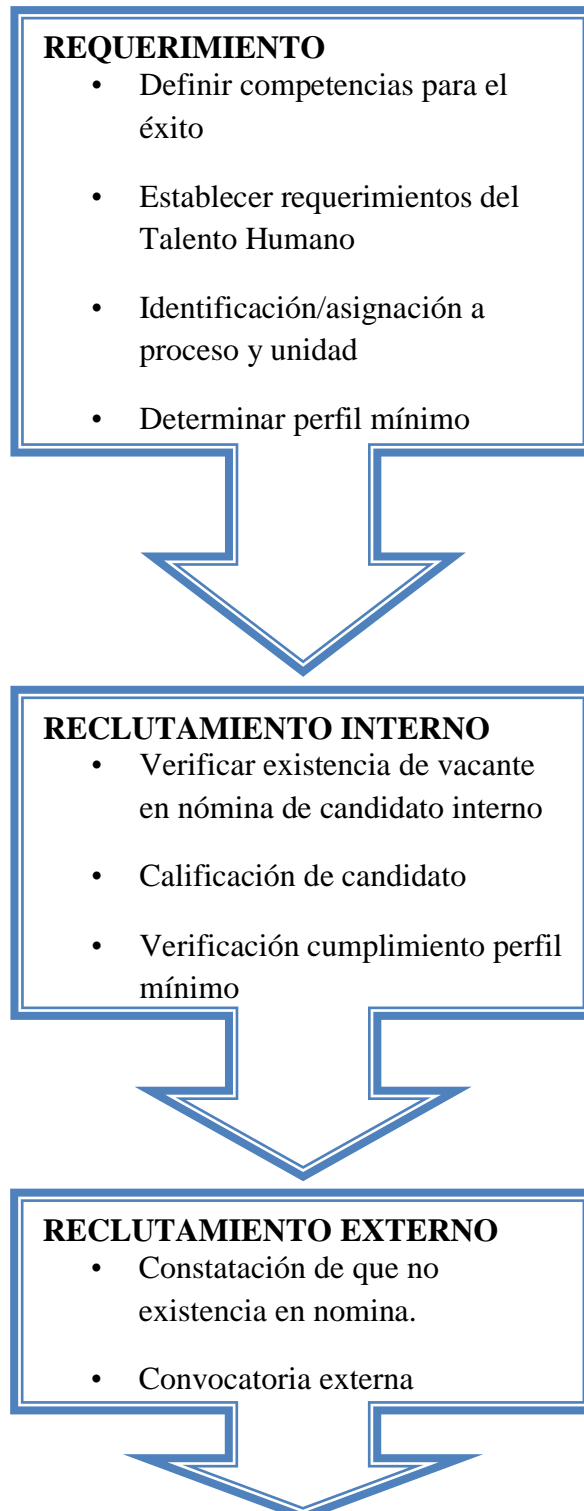 REQUERIMIENTO
• Definir competencias para el
éxito
• Establecer requerimientos del
Talento Humano
• Identificación/asignación a
proceso y unidad
• Determinar perfil mínimo
RECLUTAMIENTO INTERNO
• Verificar existencia de vacante
en nómina de candidato interno
• Calificación de candidato
• Verificación cumplimiento perfil
mínimo
RECLUTAMIENTO EXTERNO
• Constatación de que no
existencia en nomina.
• Convocatoria externa